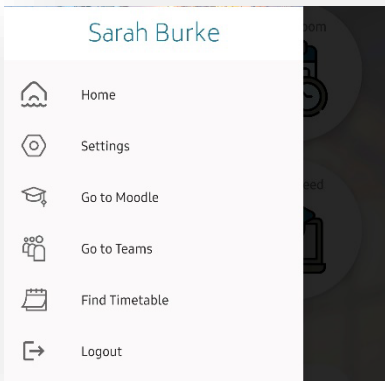 Sarah Burke
Home
Settings
Go to Moodle
Go to Teams
Find Timetable
Logout